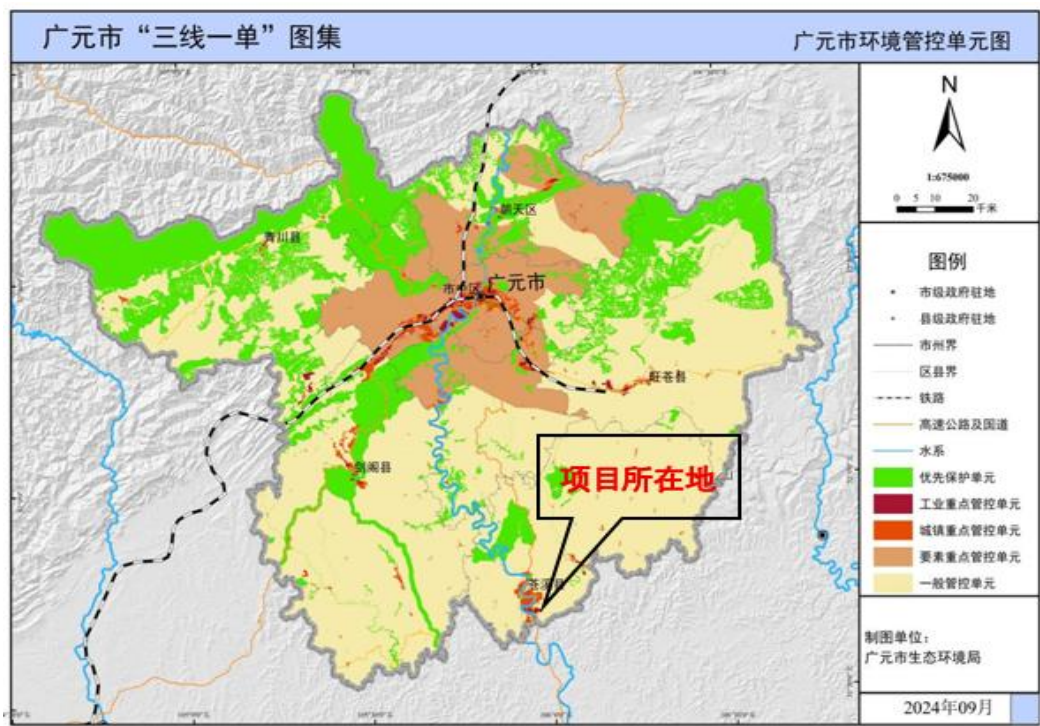 广元市“三线一单”图集
广元市环境管控单元图
N
1:675000
0 5 10 20
千米
朝天区
青川县
市中区
广元市
旺苍县
剑阁县
项目所在地
苍溪县
图例
市级政府驻地
县级政府驻地
市州界
区县界
铁路
高速公路及国道
水系
优先保护单元
工业重点管控单元
城镇重点管控单元
要素重点管控单元
一般管控单元
制图单位：
广元市生态环境局
2024年09月